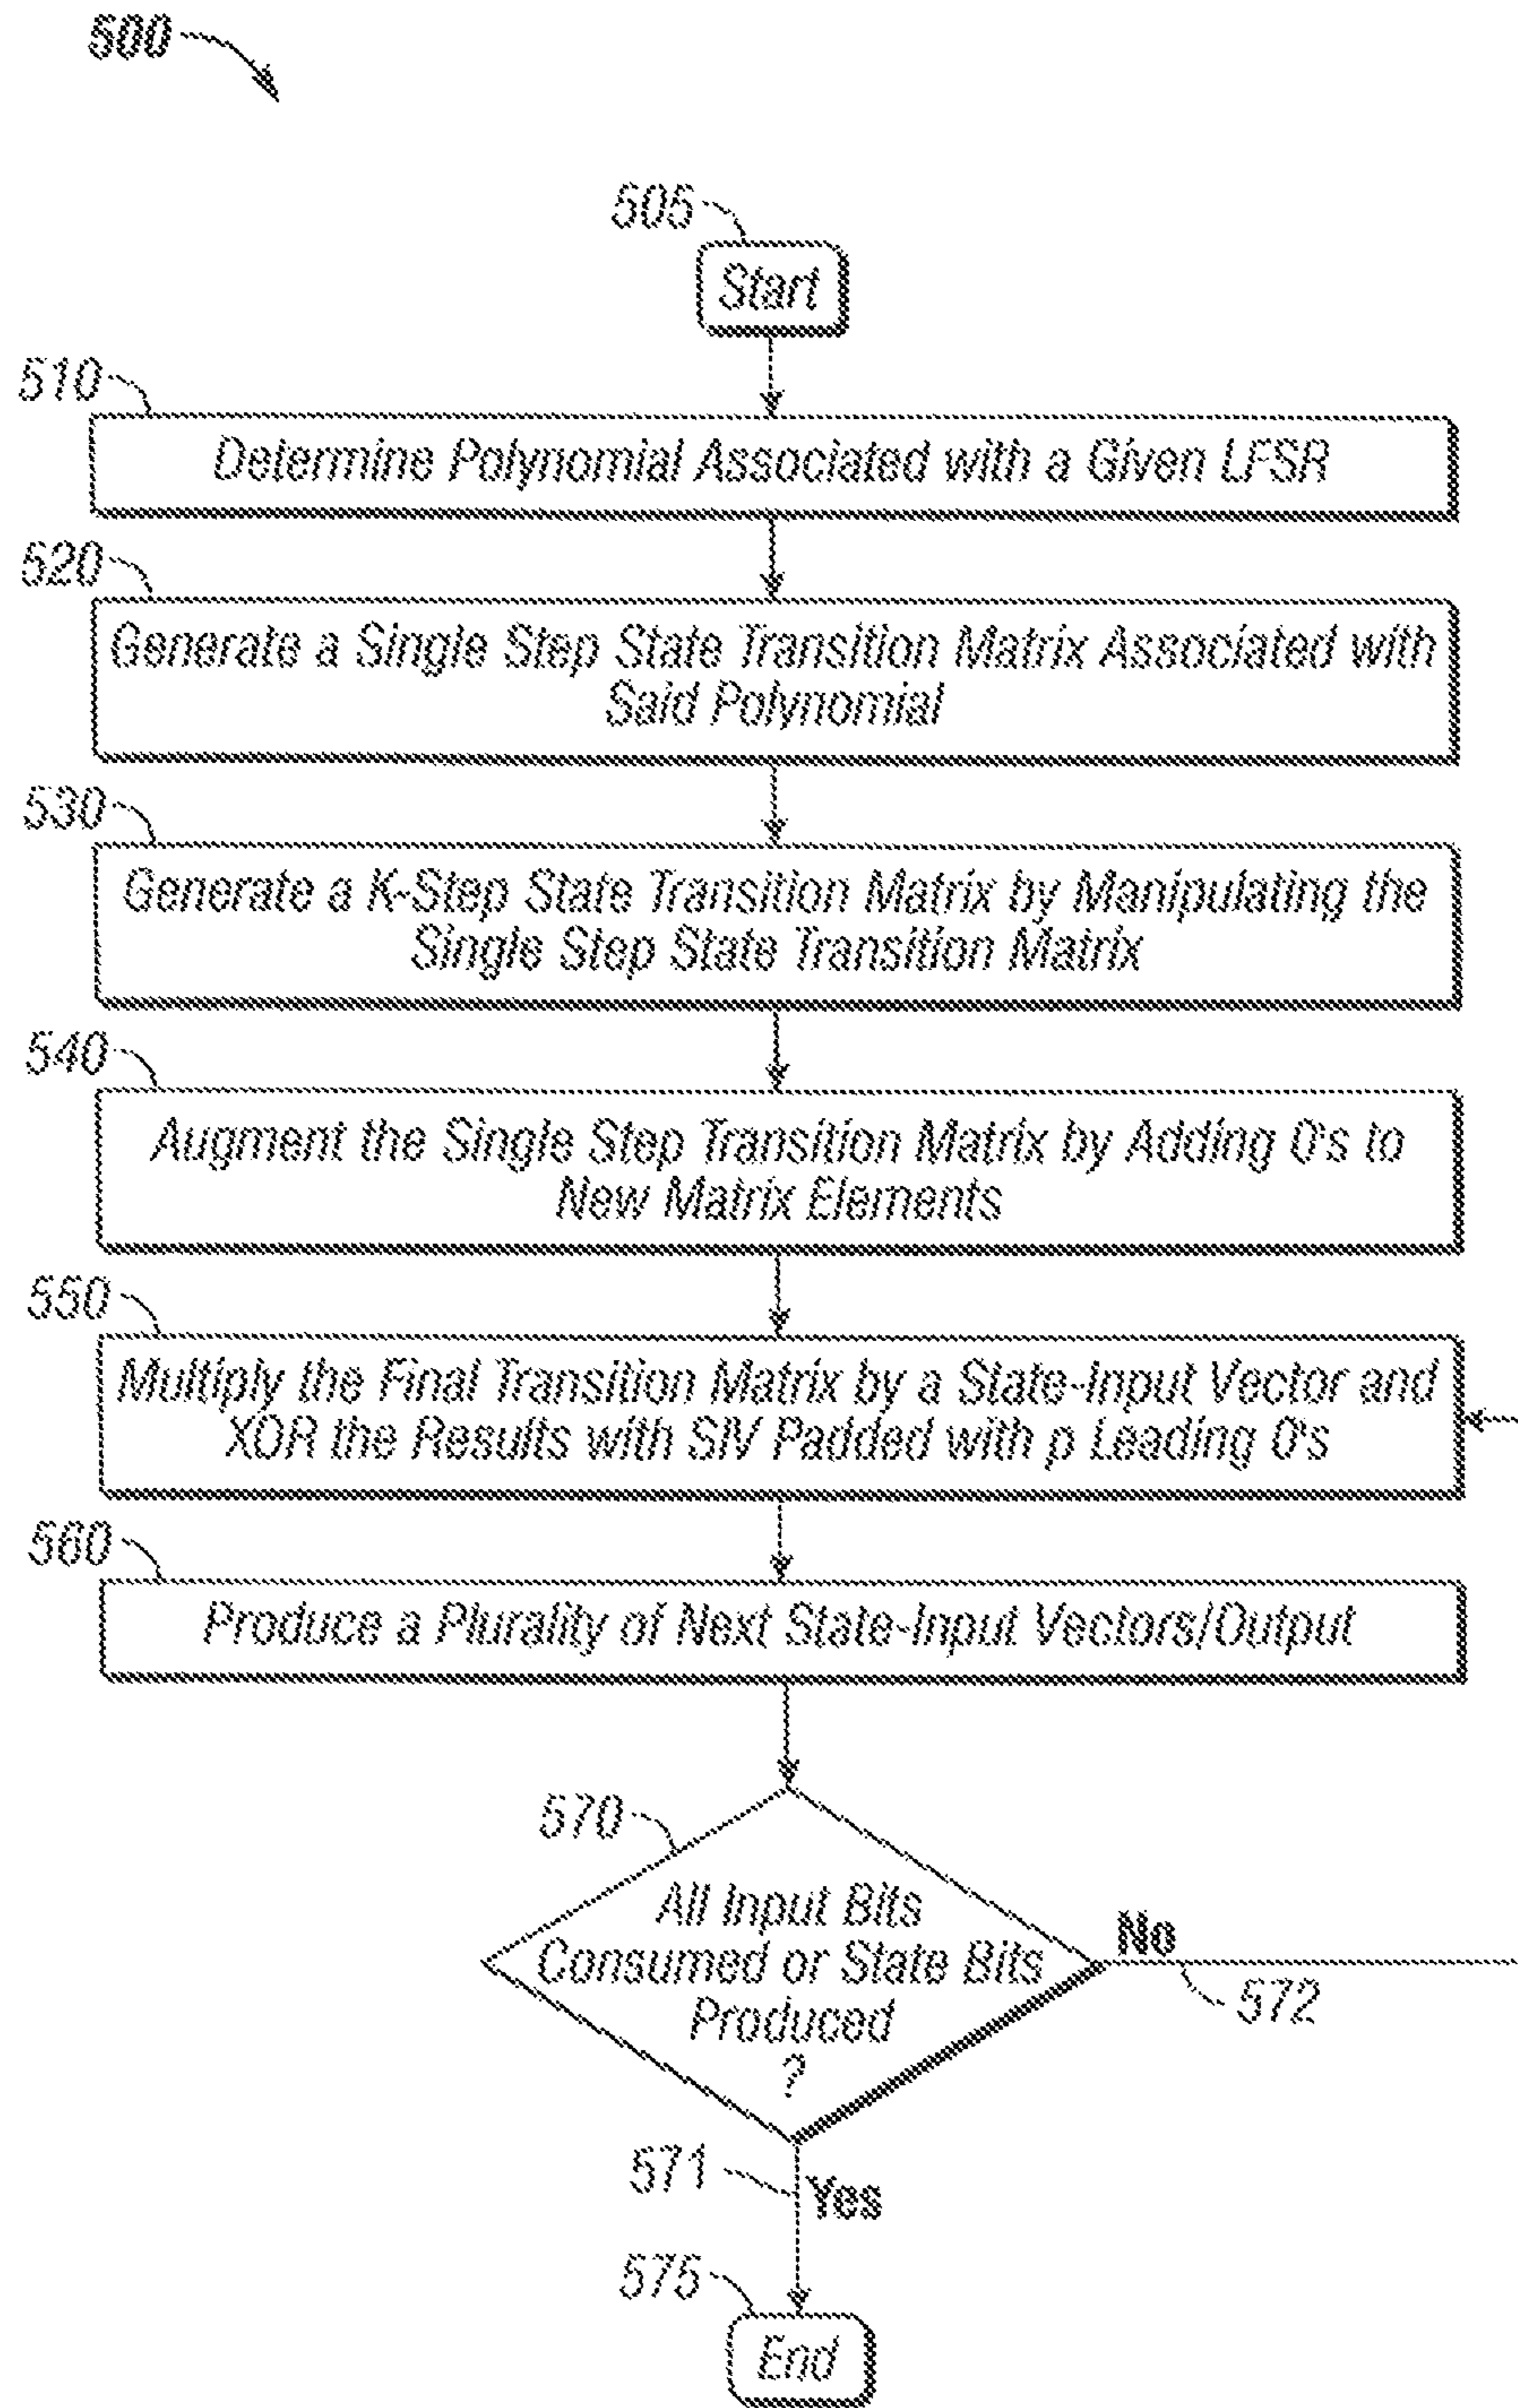 500
505
Start
510
Determine Polynomial Associated with a Given LFSR
520
Generate a Single Step State Transition Matrix Associated with
Said Polynomial
530
Generate a K-Step State Transition Matrix by Manipulating the
Single Step State Transition Matrix
540
Augment the Single Step Transition Matrix by Adding 0's to
New Matrix Elements
550
Multiply the Final Transition Matrix by a State-Input Vector and
XOR the Results with SIV Padded with p Leading 0's
560
Produce a Plurality of Next State-Input Vectors/Output
570
All Input Bits
Consumed or State Bits
Produced
?
No
572
571
Yes
575
End